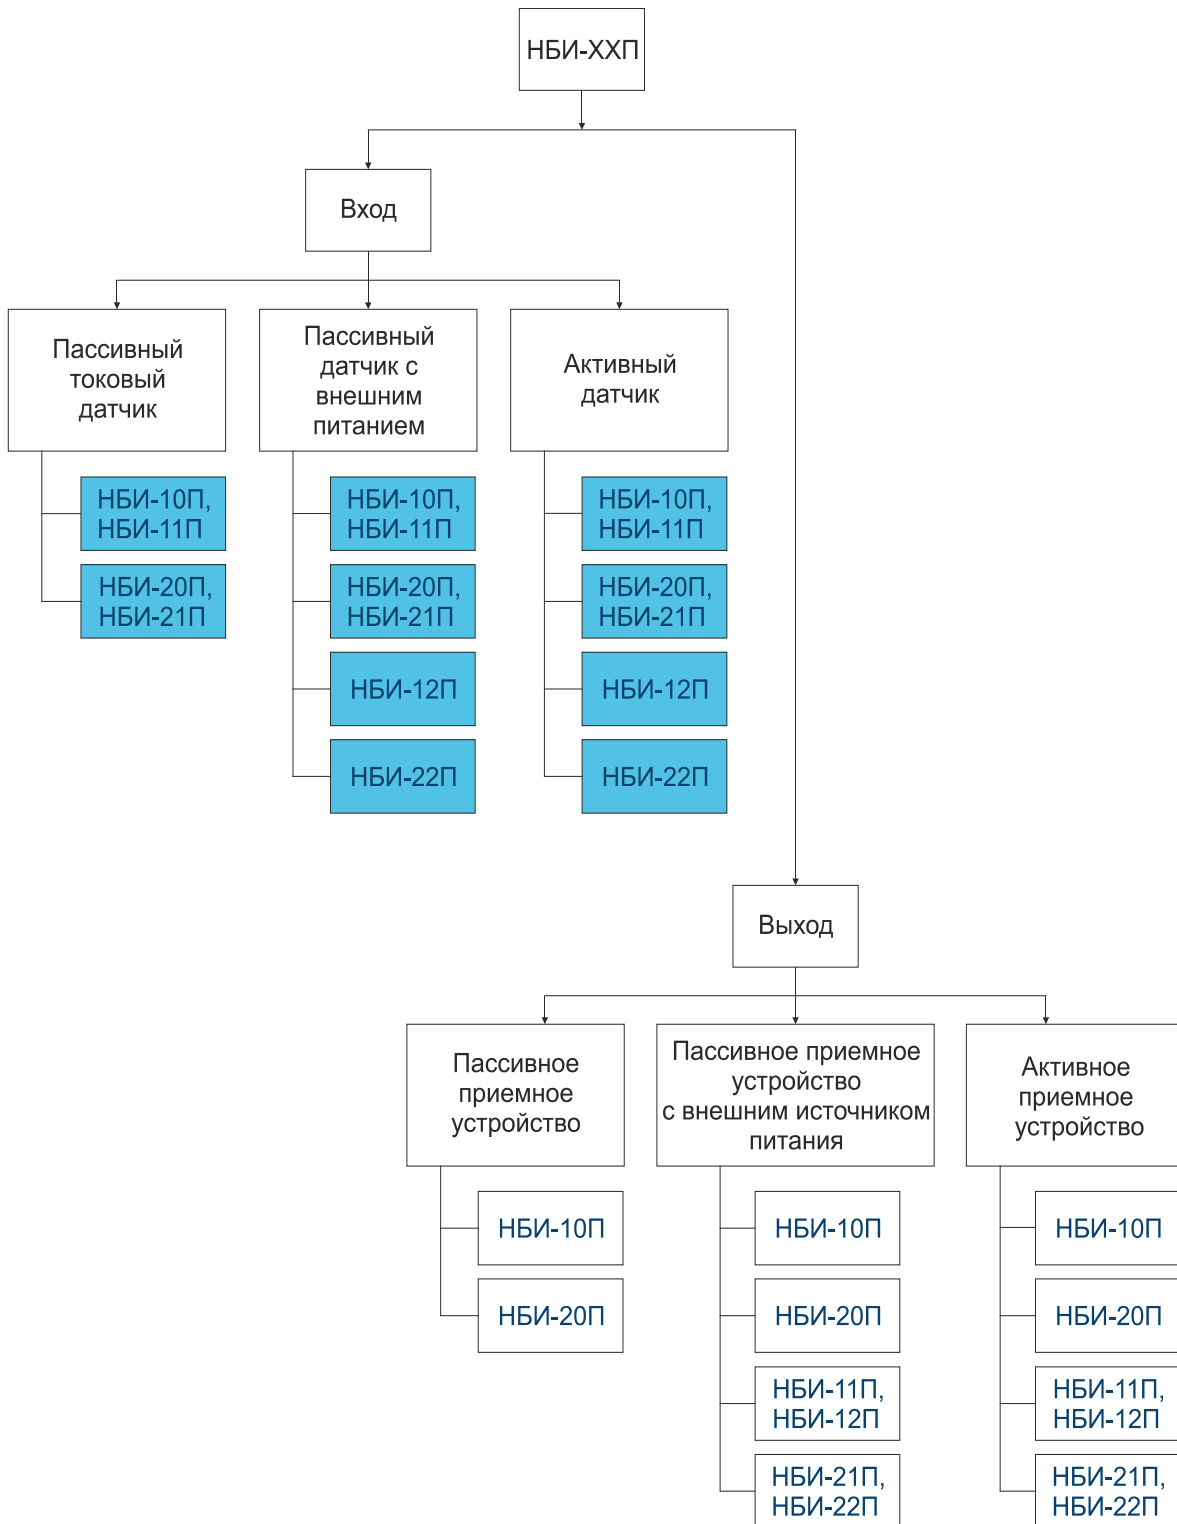 НБИ-ХХП
Вход
Пассивный
токовый
датчик
НБИ-10П,
НБИ-11П
НБИ-20П,
НБИ-21П
Пассивный
датчик с
внешним
питанием
НБИ-10П,
НБИ-11П
НБИ-20П,
НБИ-21П
НБИ-12П
НБИ-22П
Активный
датчик
НБИ-10П,
НБИ-11П
НБИ-20П,
НБИ-21П
НБИ-12П
НБИ-22П
Выход
Пассивное
приемное
устройство
НБИ-10П
НБИ-20П
Пассивное приемное
устройство
с внешним источником
питания
НБИ-10П
НБИ-20П
НБИ-11П,
НБИ-12П
НБИ-21П,
НБИ-22П
Активное
приемное
устройство
НБИ-10П
НБИ-20П
НБИ-11П,
НБИ-12П
НБИ-21П,
НБИ-22П